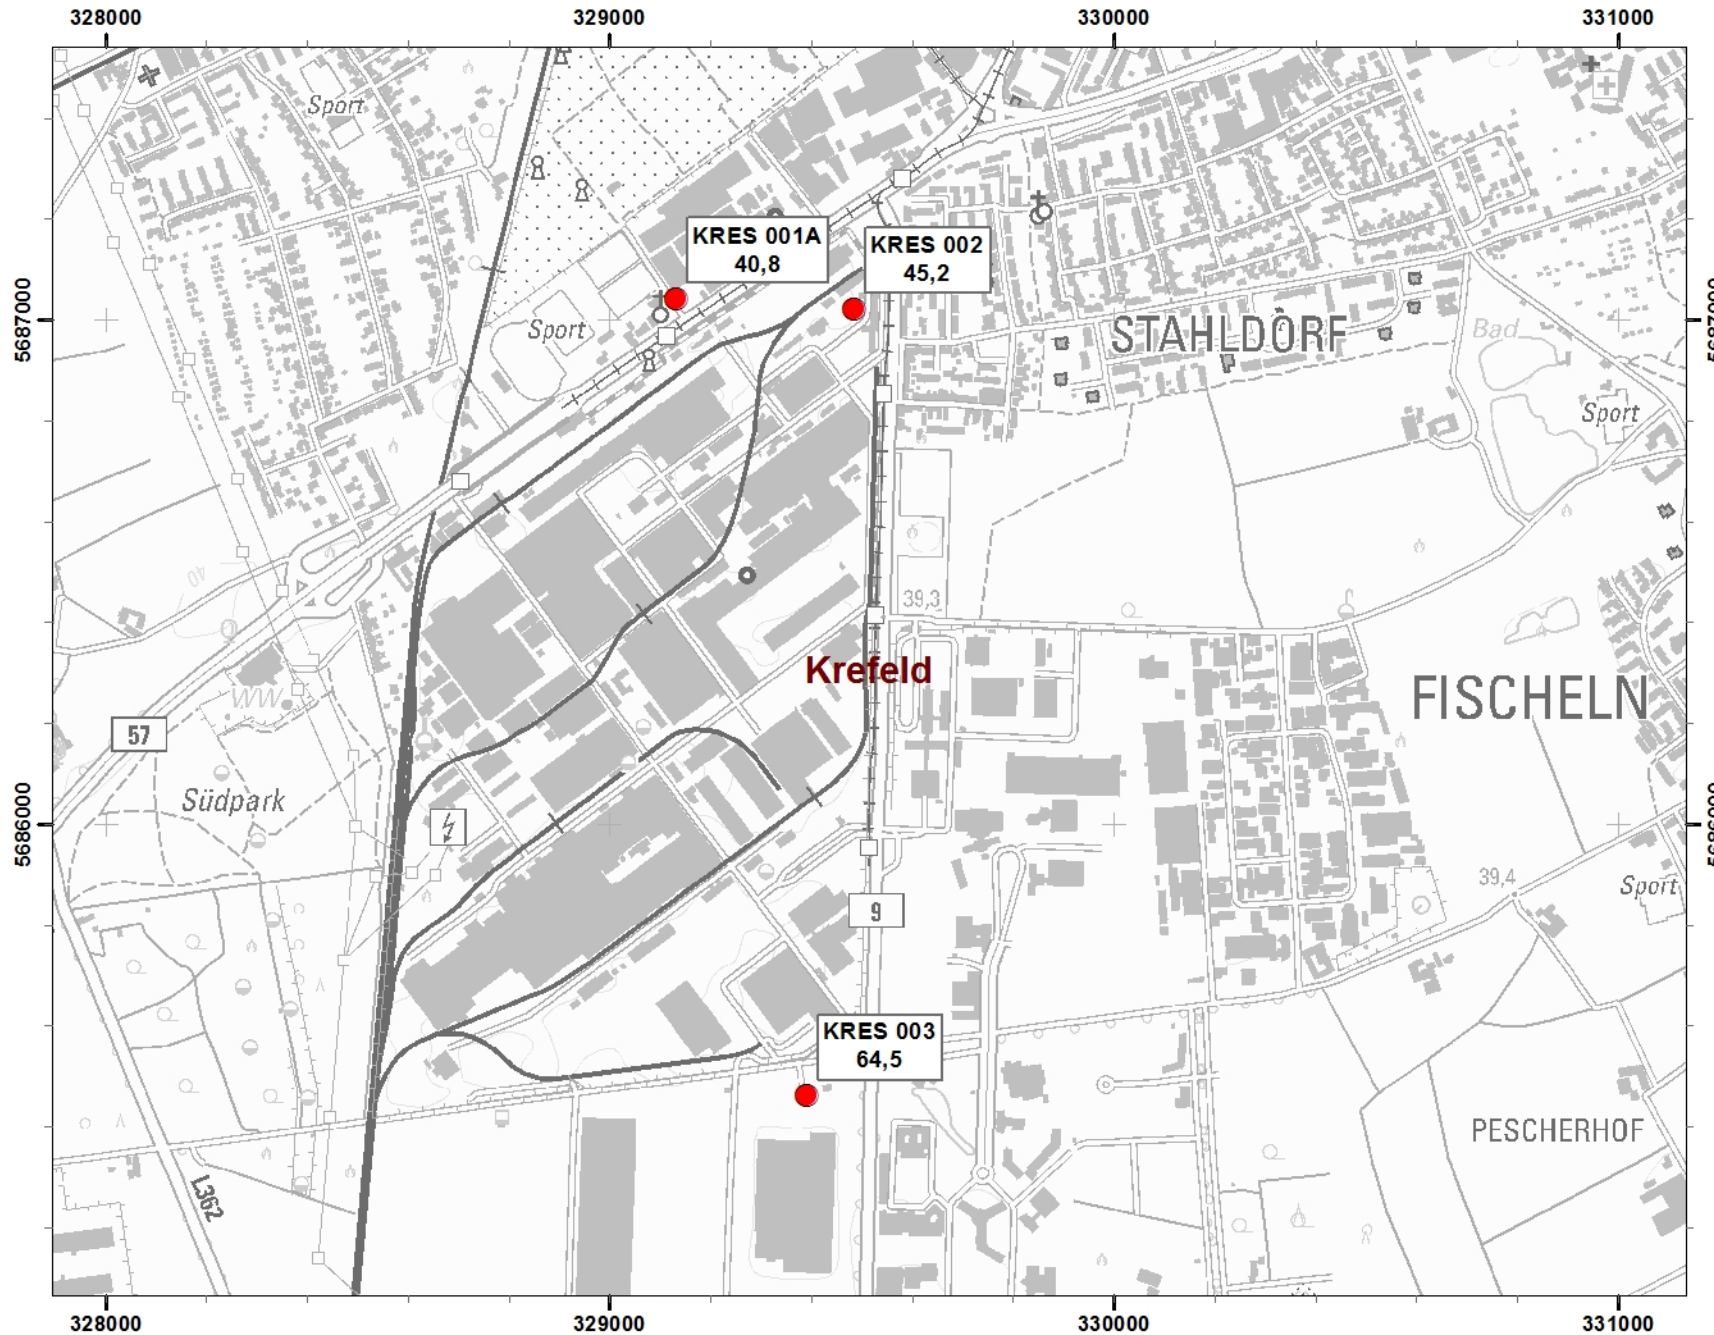 328000
329000
330000
331000
Sport
KRES 001A
40,8
KRES 002
45,2
5687000
Sport
STAHLDORF
Bad
Sport
40
39,3
Krefeld
FISCHELN
WW
57
Südpark
5686000
9
39,4
Sport
KRES 003
64,5
PESCHERHOF
L362
328000
329000
330000
331000